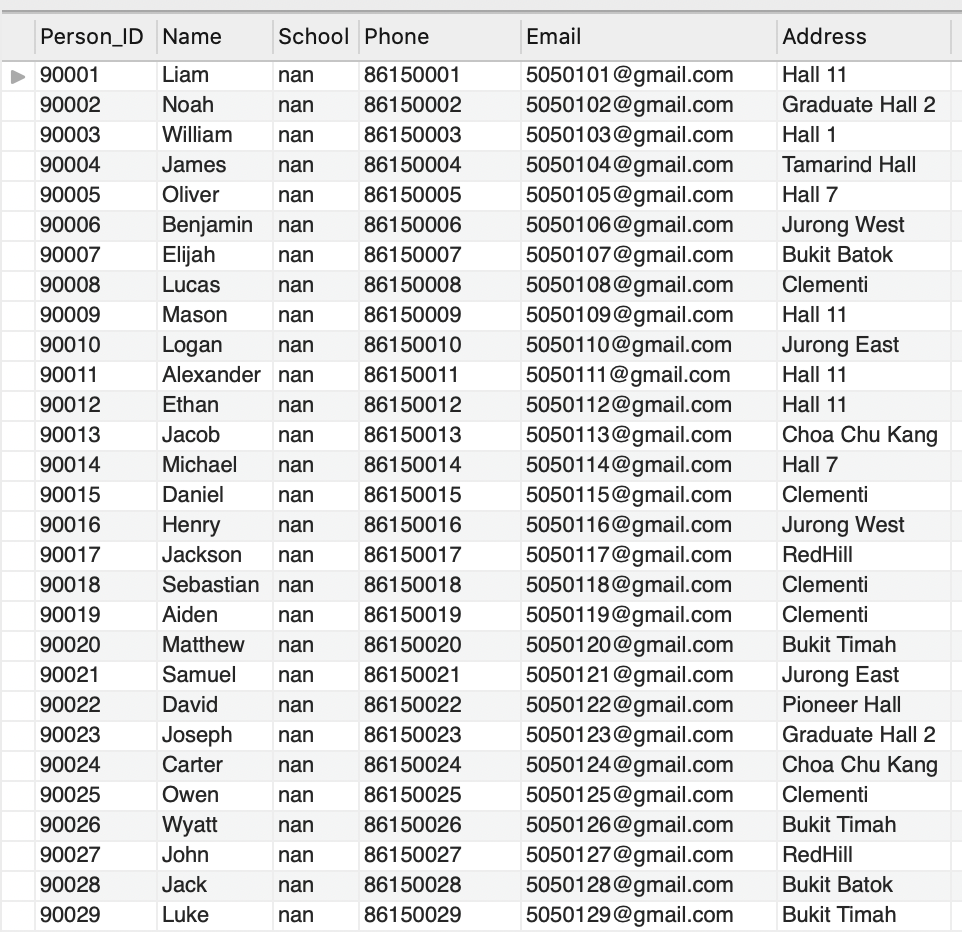 Person_ID Name School Phone Email Address
90001 Liam nan 86150001 5050101@gmail.com Hall 11
90002 Noah nan 86150002 5050102@gmail.com Graduate Hall 2
90003 William nan 86150003 5050103@gmail.com Hall 1
90004 James nan 86150004 5050104@gmail.com Tamarind Hall
90005 Oliver nan 86150005 5050105@gmail.com Hall 7
90006 Benjamin nan 86150006 5050106@gmail.com Jurong West
90007 Elijah nan 86150007 5050107@gmail.com Bukit Batok
90008 Lucas nan 86150008 5050108@gmail.com Clementi
90009 Mason nan 86150009 5050109@gmail.com Hall 11
90010 Logan nan 86150010 5050110@gmail.com Jurong East
90011 Alexander nan 86150011 5050111@gmail.com Hall 11
90012 Ethan nan 86150012 5050112@gmail.com Hall 11
90013 Jacob nan 86150013 5050113@gmail.com Choa Chu Kang
90014 Michael nan 86150014 5050114@gmail.com Hall 7
90015 Daniel nan 86150015 5050115@gmail.com Clementi
90016 Henry nan 86150016 5050116@gmail.com Jurong West
90017 Jackson nan 86150017 5050117@gmail.com RedHill
90018 Sebastian nan 86150018 5050118@gmail.com Clementi
90019 Aiden nan 86150019 5050119@gmail.com Clementi
90020 Matthew nan 86150020 5050120@gmail.com Bukit Timah
90021 Samuel nan 86150021 5050121@gmail.com Jurong East
90022 David nan 86150022 5050122@gmail.com Pioneer Hall
90023 Joseph nan 86150023 5050123@gmail.com Graduate Hall 2
90024 Carter nan 86150024 5050124@gmail.com Choa Chu Kang
90025 Owen nan 86150025 5050125@gmail.com Clementi
90026 Wyatt nan 86150026 5050126@gmail.com Bukit Timah
90027 John nan 86150027 5050127@gmail.com RedHill
90028 Jack nan 86150028 5050128@gmail.com Bukit Batok
90029 Luke nan 86150029 5050129@gmail.com Bukit Timah